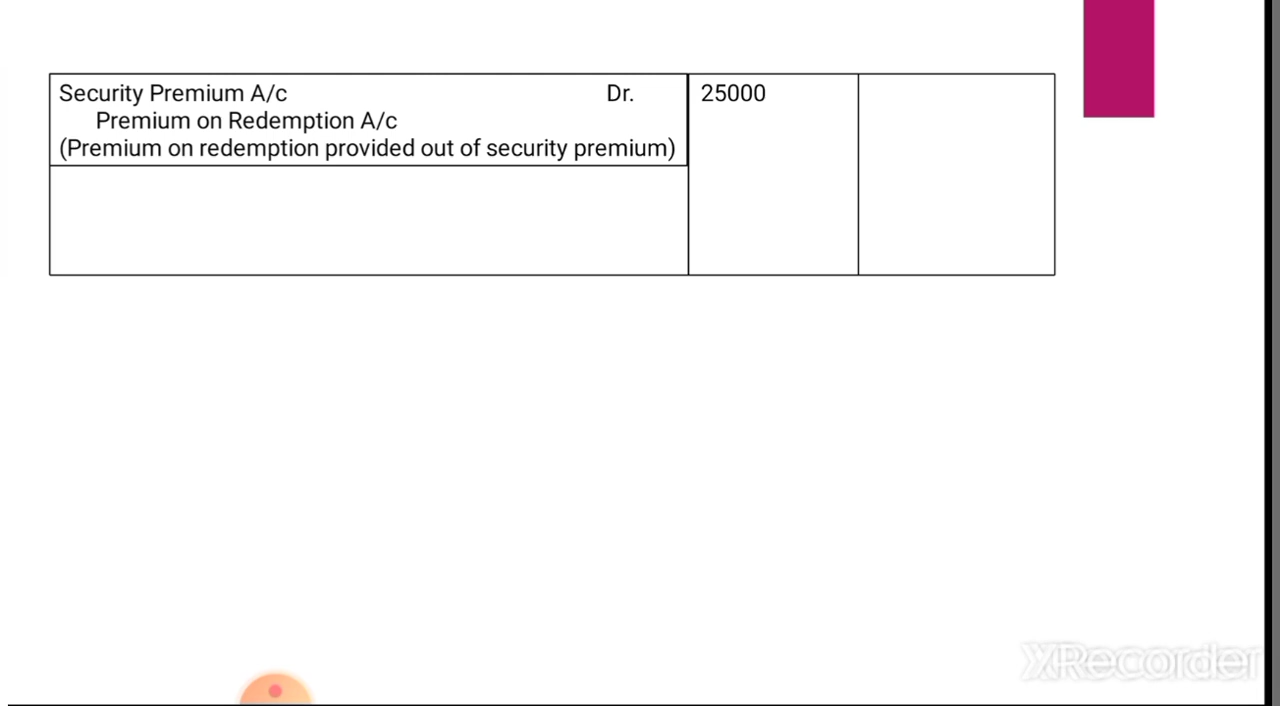 Security Premium A/c Dr. 25000
Premium on Redemption A/c
(Premium on redemption provided out of security premium)
XRecorder